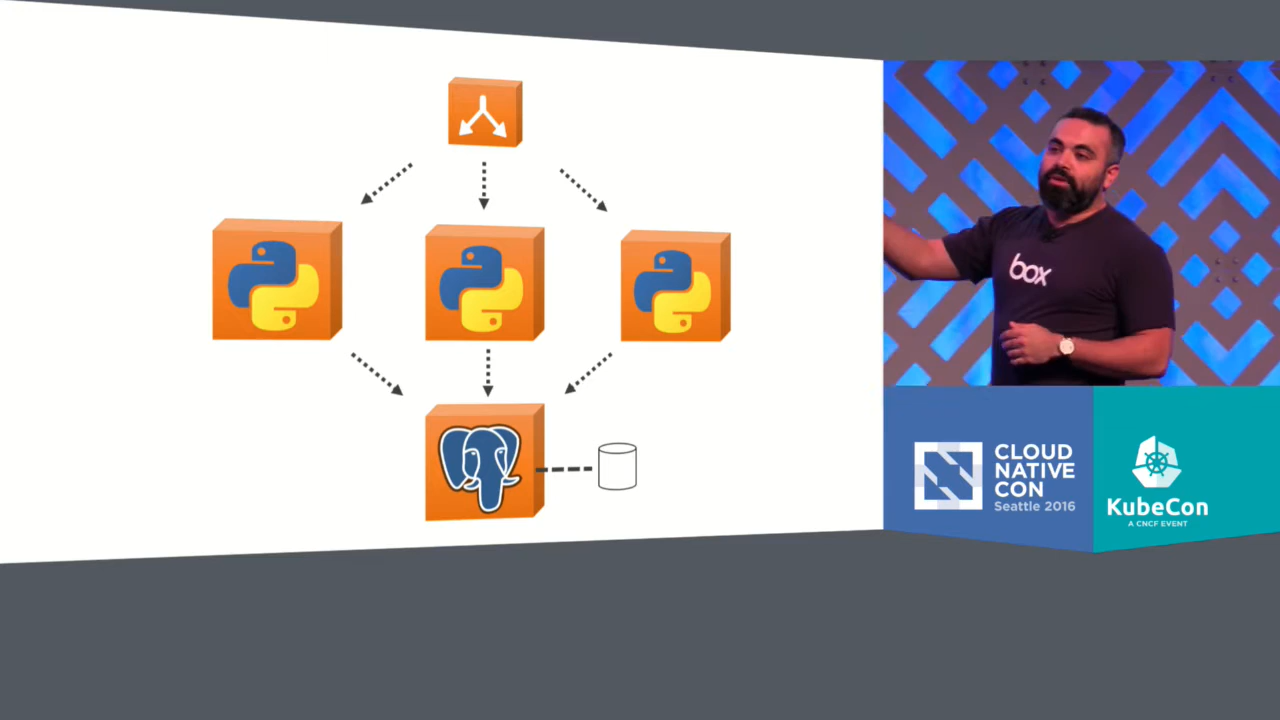 box
CLOUD
NATIVE
CON
Seattle 2016
KubeCon
A CNCF EVENT